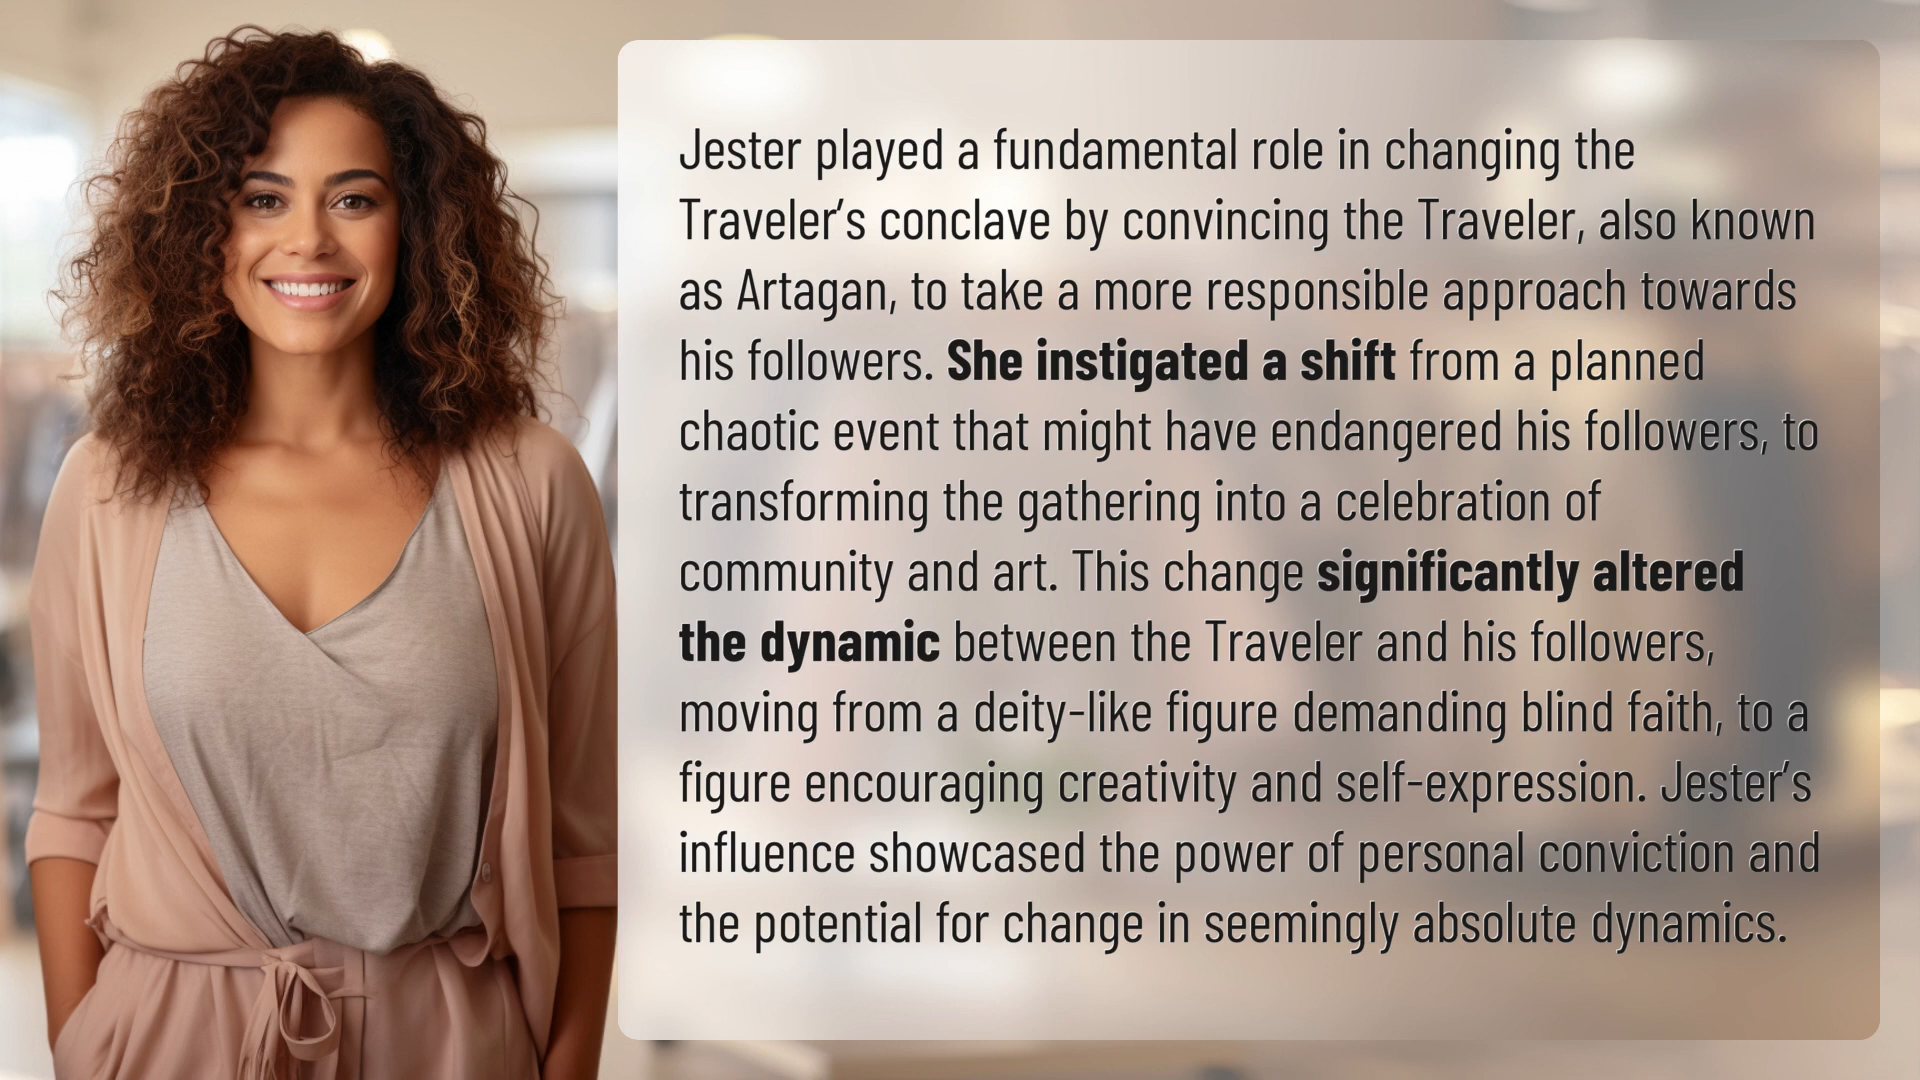 Jester played a fundamental role in changing the
Traveler's conclave by convincing the Traveler, also known
as Artagan, to take a more responsible approach towards
his followers. She instigated a shift from a planned
chaotic event that might have endangered his followers, to
transforming the gathering into a celebration of
community and art. This change significantly altered
the dynamic between the Traveler and his followers,
moving from a deity-like figure demanding blind faith, to a
figure encouraging creativity and self-expression. Jester's
influence showcased the power of personal conviction and
the potential for change in seemingly absolute dynamics.